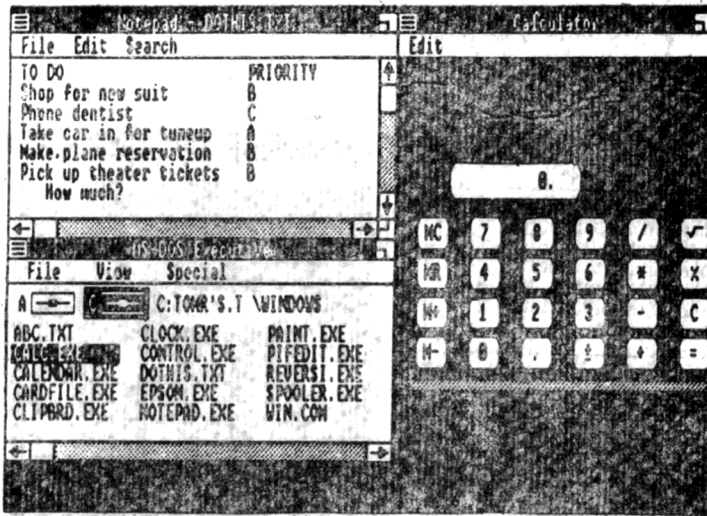 Notepad - DOTHIS.TXT
File Edit Search
TO DO PRIORITY
Shop for new suit B
Phone dentist C
Take car in for tuneup A
Make plane reservation B
Pick up theater tickets B
How much?
MS-DOS Executive
File View Special
A C:TOMR'S.T \WINDOWS
ABC.TXT CLOCK.EXE PAINT.EXE
CALC.EXE CONTROL.EXE PIFEDIT.EXE
CALENDAR.EXE DOTHIS.TXT REVERSI.EXE
CARDFILE.EXE EPSON.EXE SPOOLER.EXE
CLIPBRD.EXE NOTEPAD.EXE WIN.COM
Calculator
Edit
0.
MC 7 8 9 / √
MR 4 5 6 * %
M+ 1 2 3 - C
M- 0 . ± + =